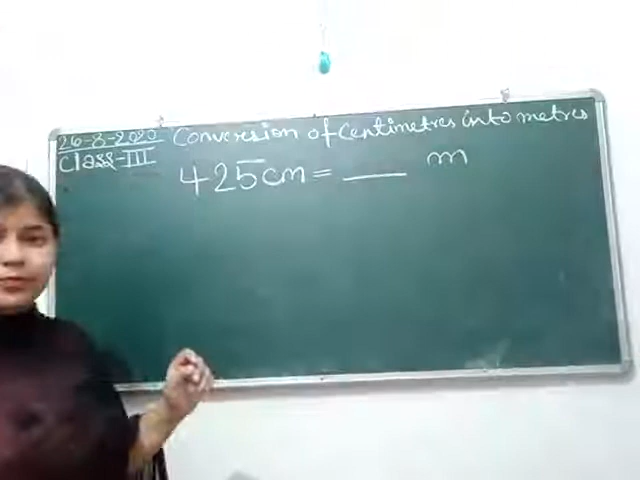 26-8-2020 Conversion of Centimetres into metres
Class-III
425cm = ___ m